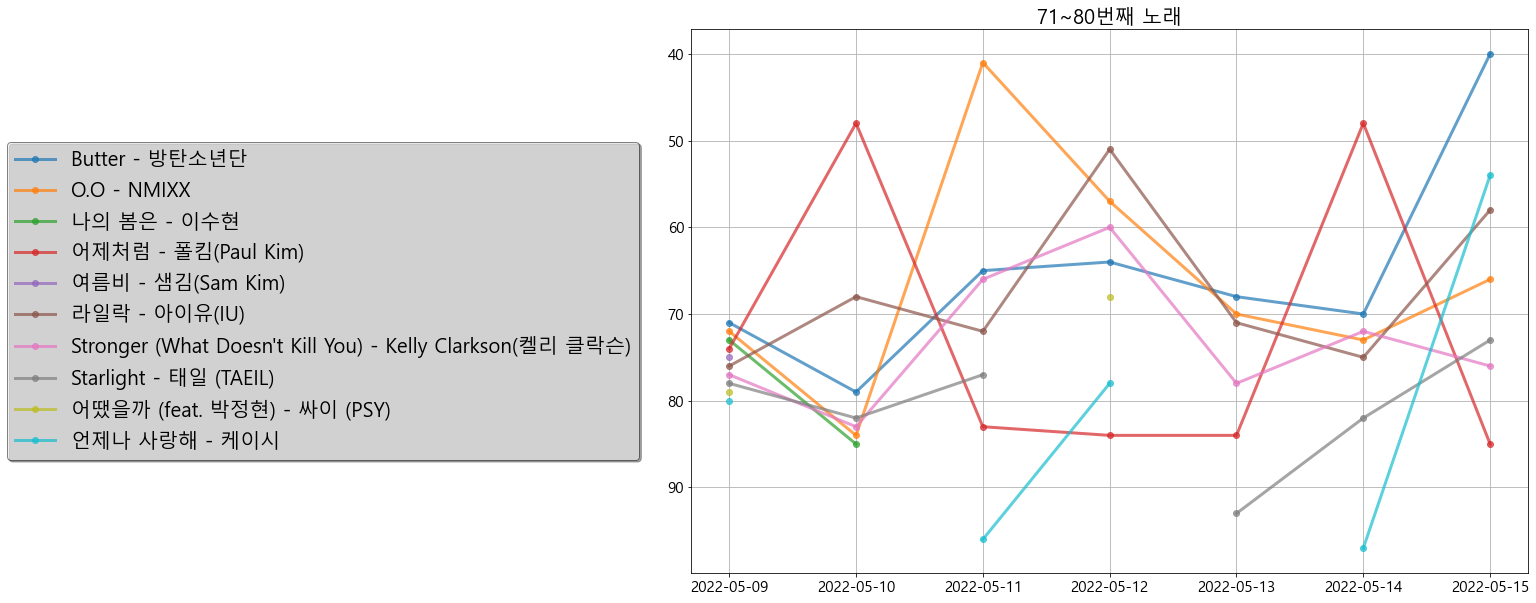 71~80번째 노래
Butter - 방탄소년단
O.O - NMIXX
나의 봄은 - 이수현
어제처럼 - 폴킴(Paul Kim)
여름비 - 샘김(Sam Kim)
라일락 - 아이유(IU)
Stronger (What Doesn't Kill You) - Kelly Clarkson(켈리 클락슨)
Starlight - 태일 (TAEIL)
어땠을까 (feat. 박정현) - 싸이 (PSY)
언제나 사랑해 - 케이시
40
50
60
70
80
90
2022-05-09 2022-05-10 2022-05-11 2022-05-12 2022-05-13 2022-05-14 2022-05-15